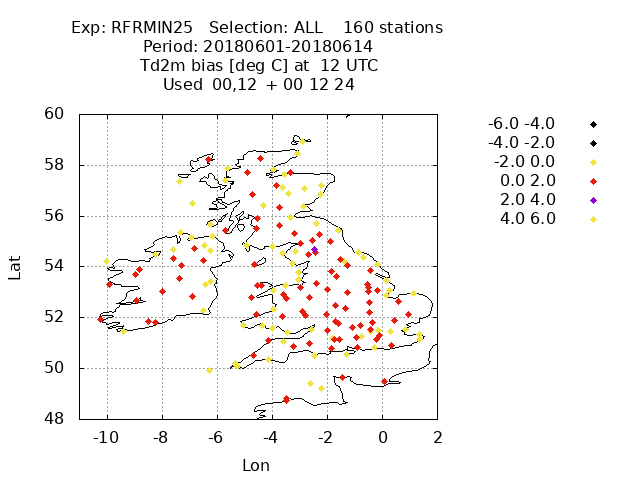 Exp: RFRMIN25 Selection: ALL 160 stations
Period: 20180601-20180614
Td2m bias [deg C] at 12 UTC
Used 00,12 + 00 12 24
-6.0 -4.0
-4.0 -2.0
-2.0 0.0
0.0 2.0
2.0 4.0
4.0 6.0
60
58
56
54
52
50
48
Lat
-10 -8 -6 -4 -2 0 2
Lon